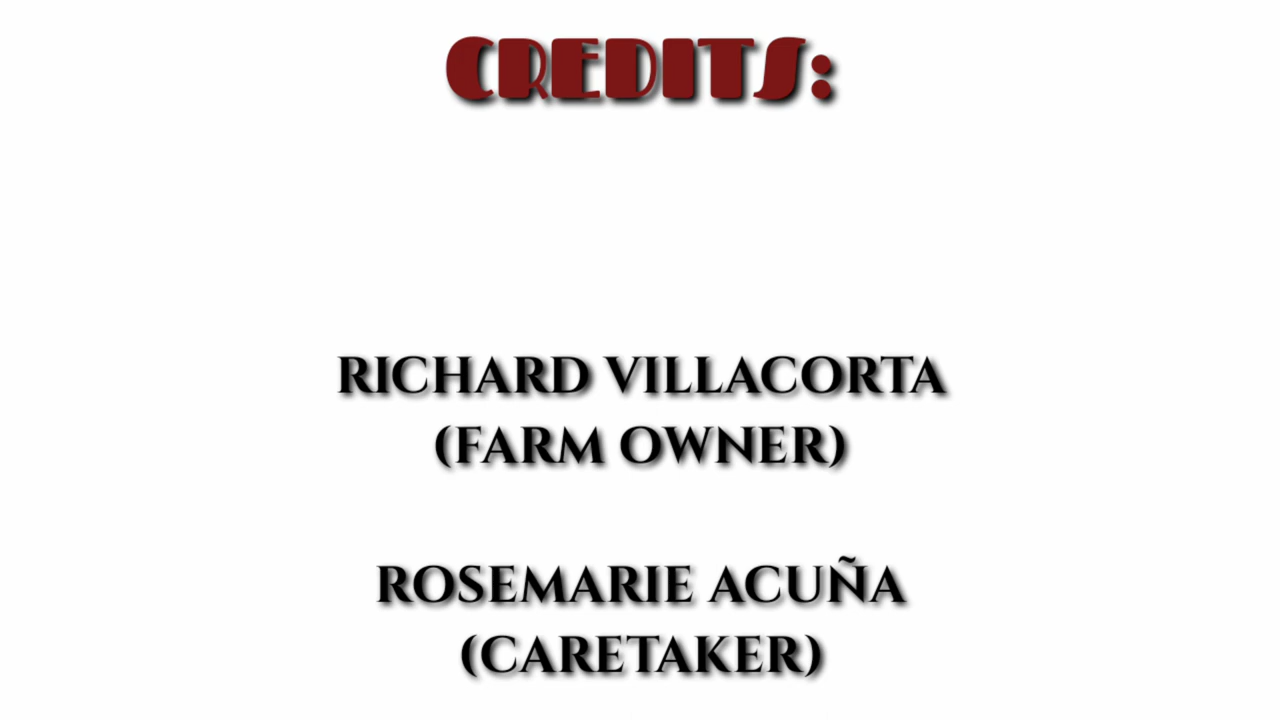 CREDITS:
RICHARD VILLACORTA
(FARM OWNER)
ROSEMARIE ACUÑA
(CARETAKER)